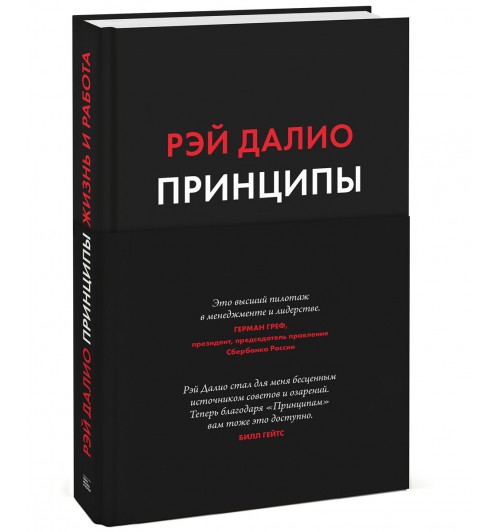 РЭЙ ДАЛИО
ПРИНЦИПЫ
Это высший пилотаж
в менеджменте и лидерстве.
ГЕРМАН ГРЕФ,
президент, председатель правления
Сбербанка России
Рэй Далио стал для меня бесценным
источником советов и озарений.
Теперь благодаря «Принципам»
вам тоже это доступно.
БИЛЛ ГЕЙТС
РЭЙ ДАЛИО ПРИНЦИПЫ ЖИЗНЬ И РАБОТА